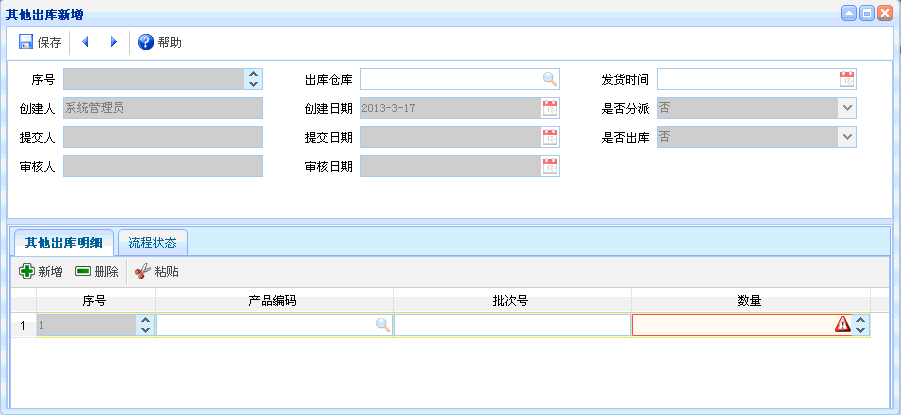 其他出库新增
保存 帮助
序号 出库仓库 发货时间
创建人 系统管理员 创建日期 2013-3-17 是否分派 否
提交人 提交日期 是否出库 否
审核人 审核日期
其他出库明细 流程状态
新增 删除 粘贴
序号 产品编码 批次号 数量
1 1